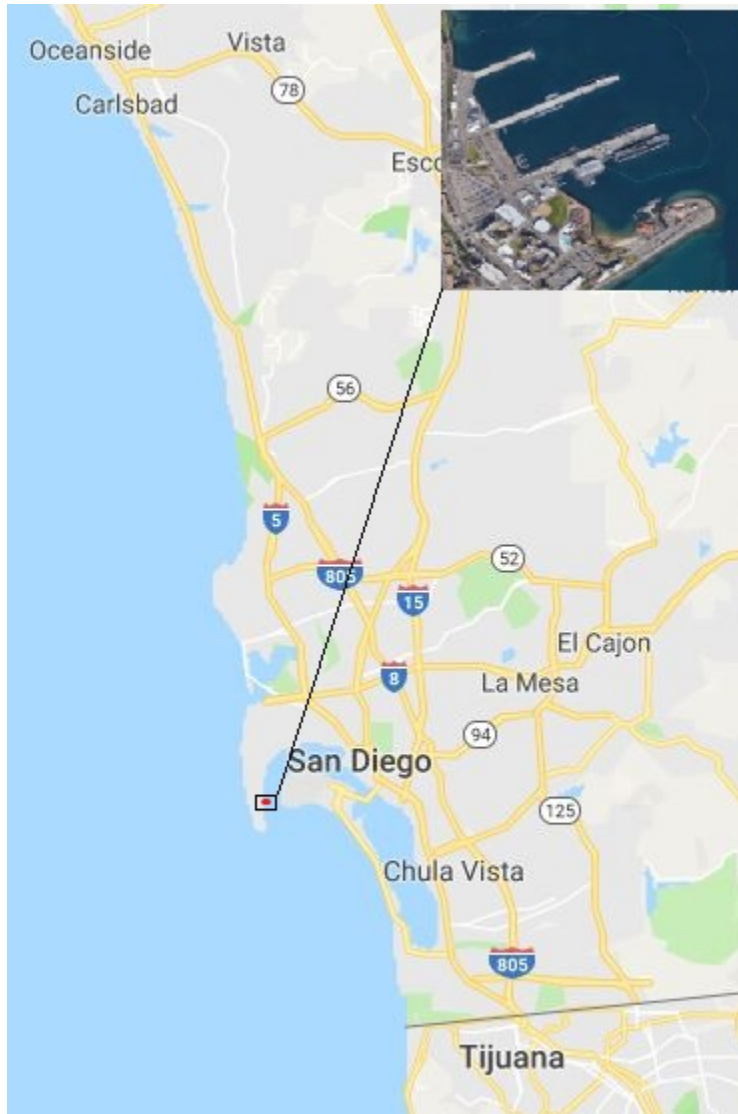 Oceanside
Vista
78
Carlsbad
Esco
56
5
52
805
15
El Cajon
8
La Mesa
94
San Diego
125
Chula Vista
805
Tijuana